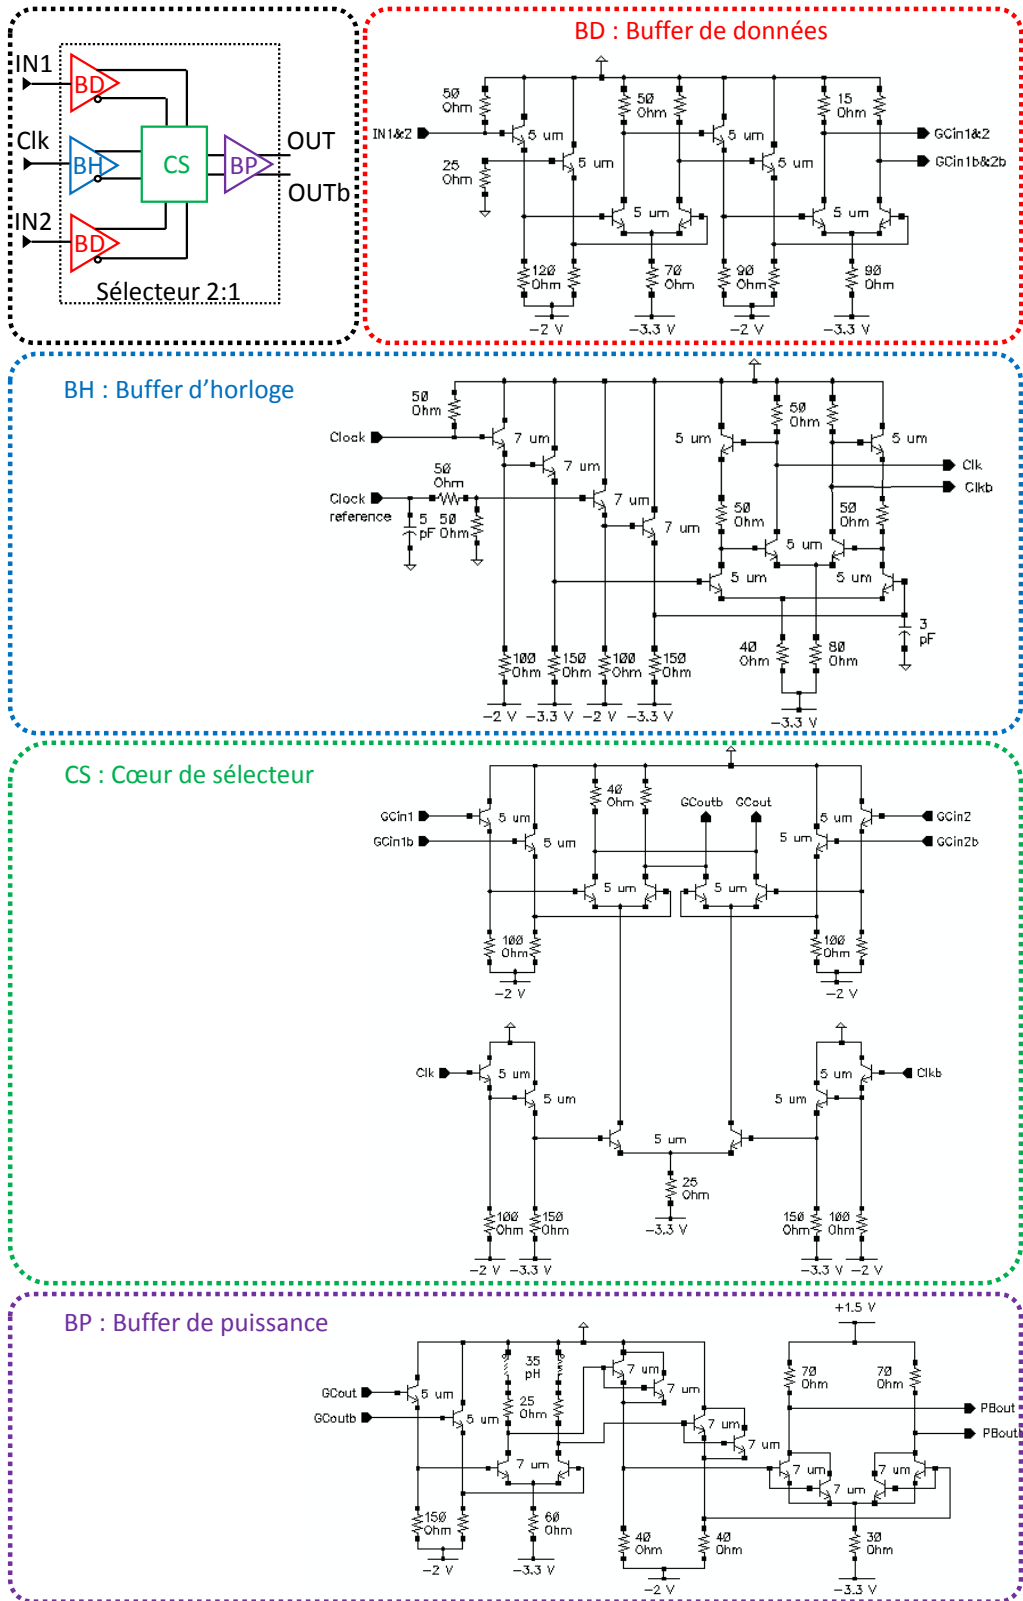 IN1
BD
Clk
BH
CS
BP
OUT
OUTb
IN2
BD
Sélecteur 2:1
BD : Buffer de données
50 Ohm
50 Ohm
15 Ohm
IN1&2
5 um
5 um
GCin1&2
25 Ohm
5 um
5 um
GCin1b&2b
5 um
5 um
120 Ohm
70 Ohm
90 Ohm
90 Ohm
-2 V
-3.3 V
-2 V
-3.3 V
BH : Buffer d'horloge
50 Ohm
50 Ohm
Clock
7 um
5 um
5 um
7 um
Clk
50 Ohm
Clkb
Clock reference
7 um
5 pF
50 Ohm
7 um
50 Ohm
50 Ohm
5 um
5 um
5 um
3 pF
40 Ohm
80 Ohm
100 Ohm
150 Ohm
100 Ohm
150 Ohm
-2 V
-3.3 V
-2 V
-3.3 V
-3.3 V
CS : Cœur de sélecteur
40 Ohm
GCoutb
GCout
GCin1
5 um
5 um
GCin2
GCin1b
5 um
5 um
GCin2b
5 um
5 um
100 Ohm
100 Ohm
-2 V
-2 V
Clk
5 um
5 um
Clkb
5 um
5 um
5 um
25 Ohm
100 Ohm
150 Ohm
-3.3 V
150 Ohm
100 Ohm
-2 V
-3.3 V
-3.3 V
-2 V
BP : Buffer de puissance
+1.5 V
35 pH
7 um
70 Ohm
70 Ohm
GCout
5 um
7 um
25 Ohm
PBout
GCoutb
5 um
7 um
PBout
7 um
7 um
7 um
7 um
7 um
150 Ohm
60 Ohm
40 Ohm
40 Ohm
30 Ohm
-2 V
-3.3 V
-2 V
-3.3 V